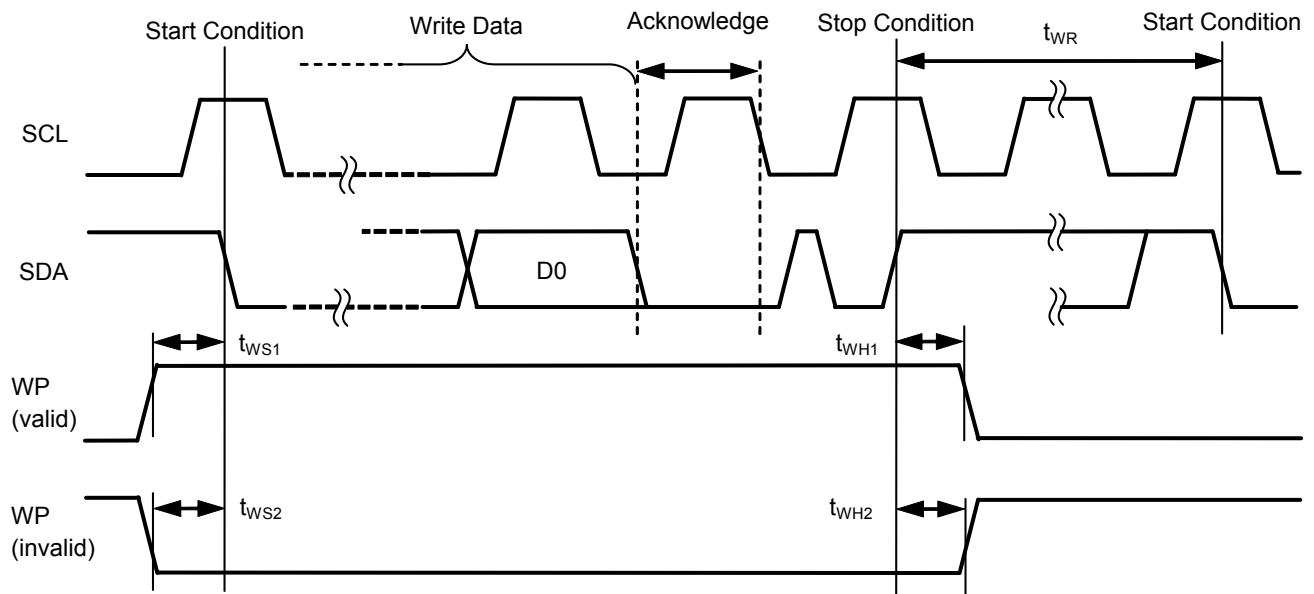 Start Condition
Write Data
Acknowledge
Stop Condition
tWR
Start Condition
SCL
SDA
D0
tWS1
tWH1
WP
(valid)
tWS2
tWH2
WP
(invalid)